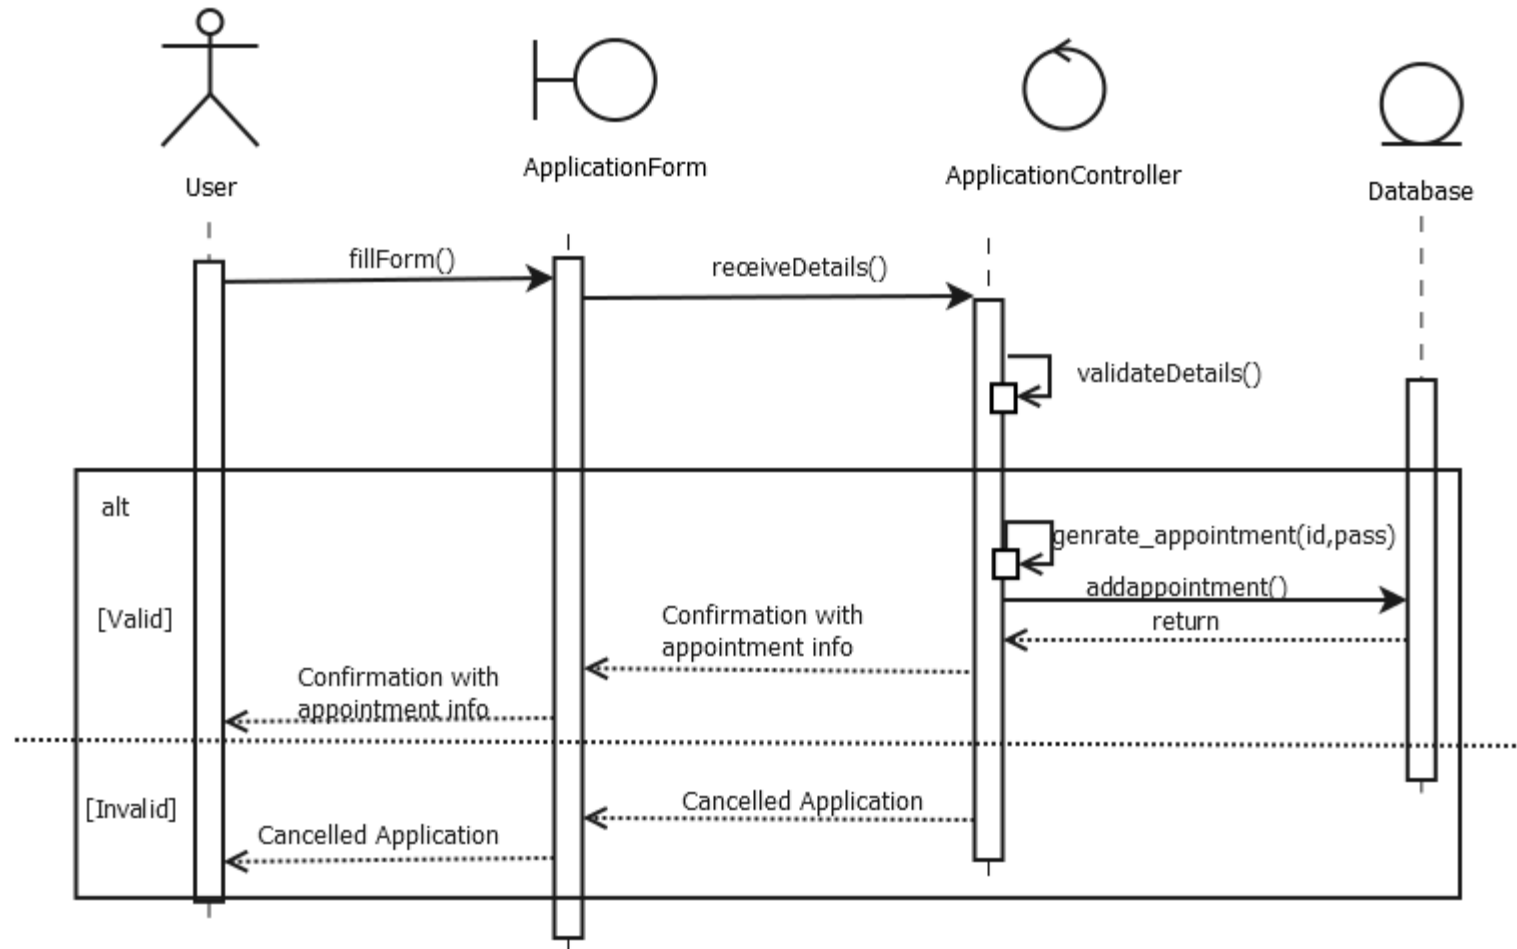 User
ApplicationForm
ApplicationController
Database
fillForm()
receiveDetails()
validateDetails()
alt
genrate_appointment(id,pass)
addappointment()
return
[Valid]
Confirmation with
appointment info
Confirmation with
appointment info
[Invalid]
Cancelled Application
Cancelled Application